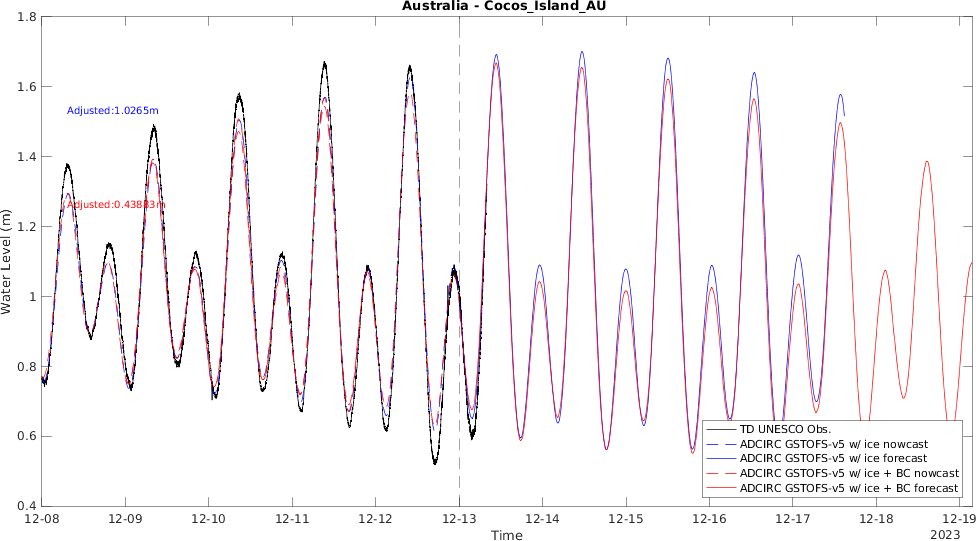 Australia - Cocos_Island_AU
1.8
1.6
1.4
1.2
1
0.8
0.6
0.4
Water Level (m)
Adjusted:1.0265m
TD UNESCO Obs.
ADCIRC GSTOFS-v5 w/ ice nowcast
ADCIRC GSTOFS-v5 w/ ice forecast
ADCIRC GSTOFS-v5 w/ ice + BC nowcast
ADCIRC GSTOFS-v5 w/ ice + BC forecast
12-08 12-09 12-10 12-11 12-12 12-13 12-14 12-15 12-16 12-17 12-18 12-19
Time
2023